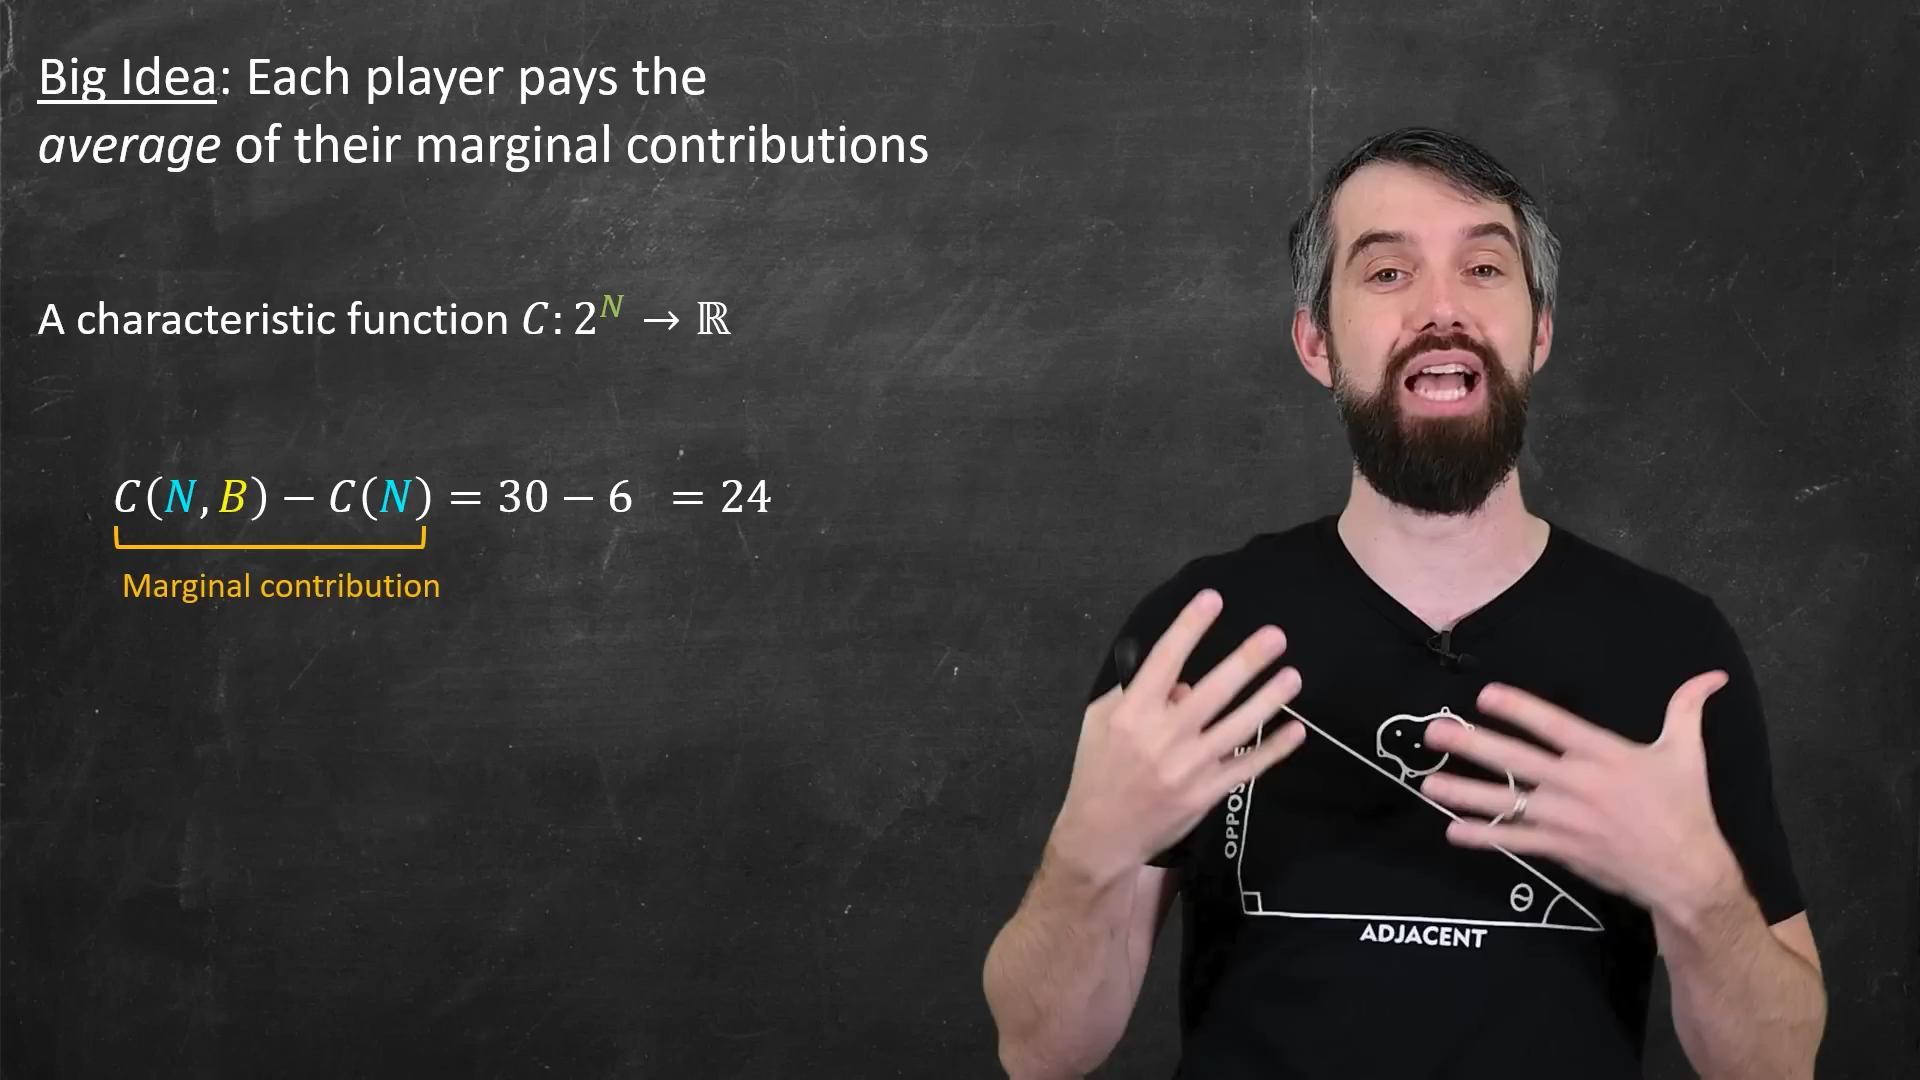 Big Idea: Each player pays the
average of their marginal contributions
A characteristic function C: 2^N → ℝ
C(N, B) − C(N) = 30 − 6 = 24
Marginal contribution
θ
ADJACENT